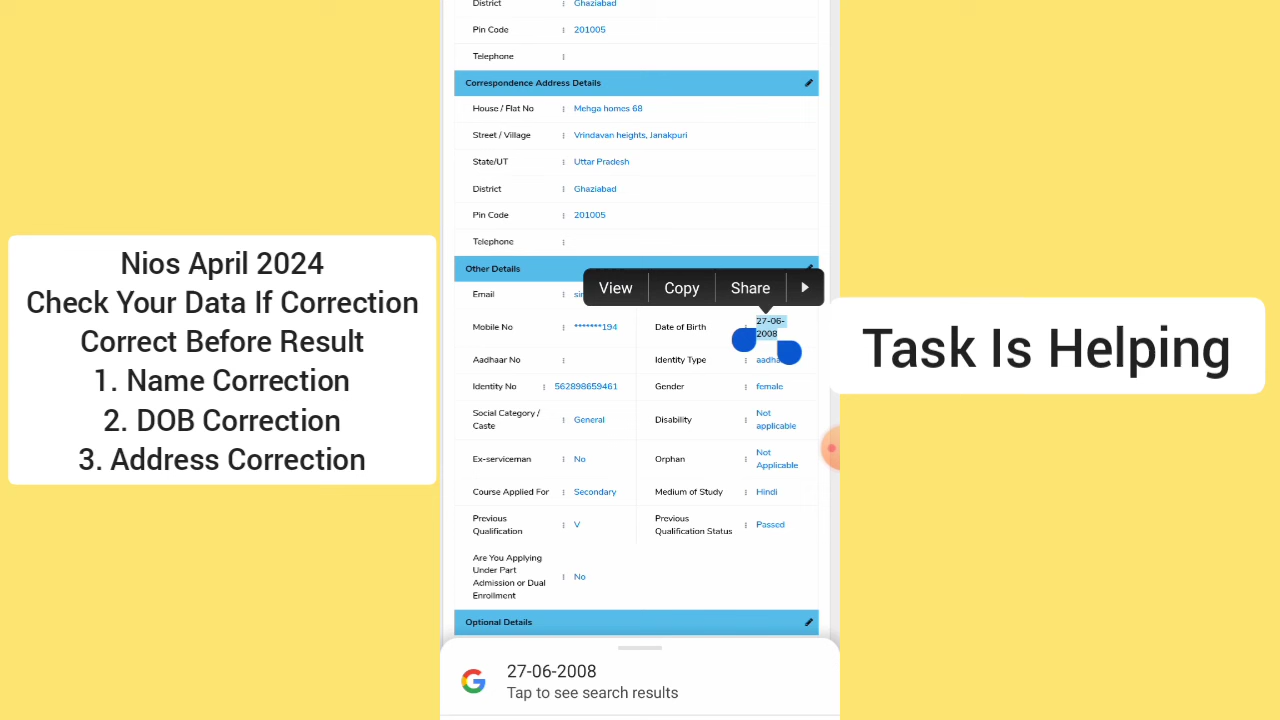 Nios April 2024
Check Your Data If Correction
Correct Before Result
1. Name Correction
2. DOB Correction
3. Address Correction
District : Ghaziabad
Pin Code : 201005
Telephone :
Correspondence Address Details
House / Flat No : Mehga homes 68
Street / Village : Vrindavan heights, Janakpuri
State/UT : Uttar Pradesh
District : Ghaziabad
Pin Code : 201005
Telephone :
Other Details
View Copy Share
Email :
Mobile No : *******194 Date of Birth : 27-06-
2008
Aadhaar No : Identity Type :
Identity No : 562898659461 Gender : female
Social Category /
Caste : General Disability : Not
applicable
Ex-serviceman : No Orphan : Not
Applicable
Course Applied For : Secondary Medium of Study : Hindi
Previous
Qualification : V Previous
Qualification Status : Passed
Are You Applying
Under Part
Admission or Dual
Enrollment : No
Optional Details
27-06-2008
Tap to see search results
Task Is Helping